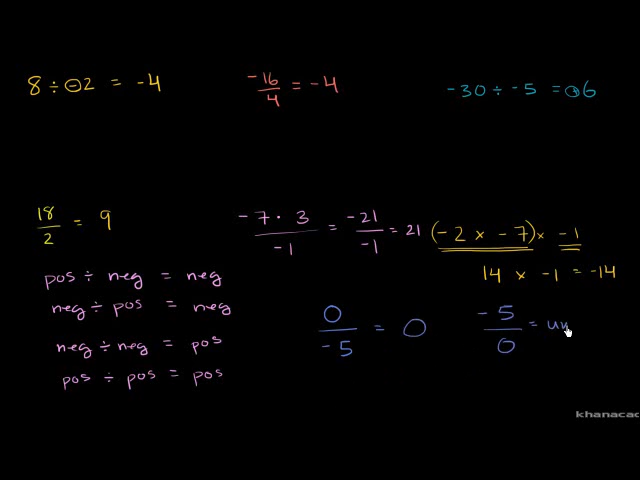 8 ÷ -2 = -4
-16/4 = -4
-30 ÷ -5 = +6
18/2 = 9
-7 · 3/-1 = -21/-1 = 21
(-2 × -7) × -1
14 × -1 = -14
pos ÷ neg = neg
neg ÷ pos = neg
neg ÷ neg = pos
pos ÷ pos = pos
0/-5 = 0
-5/0 = un
khanacad